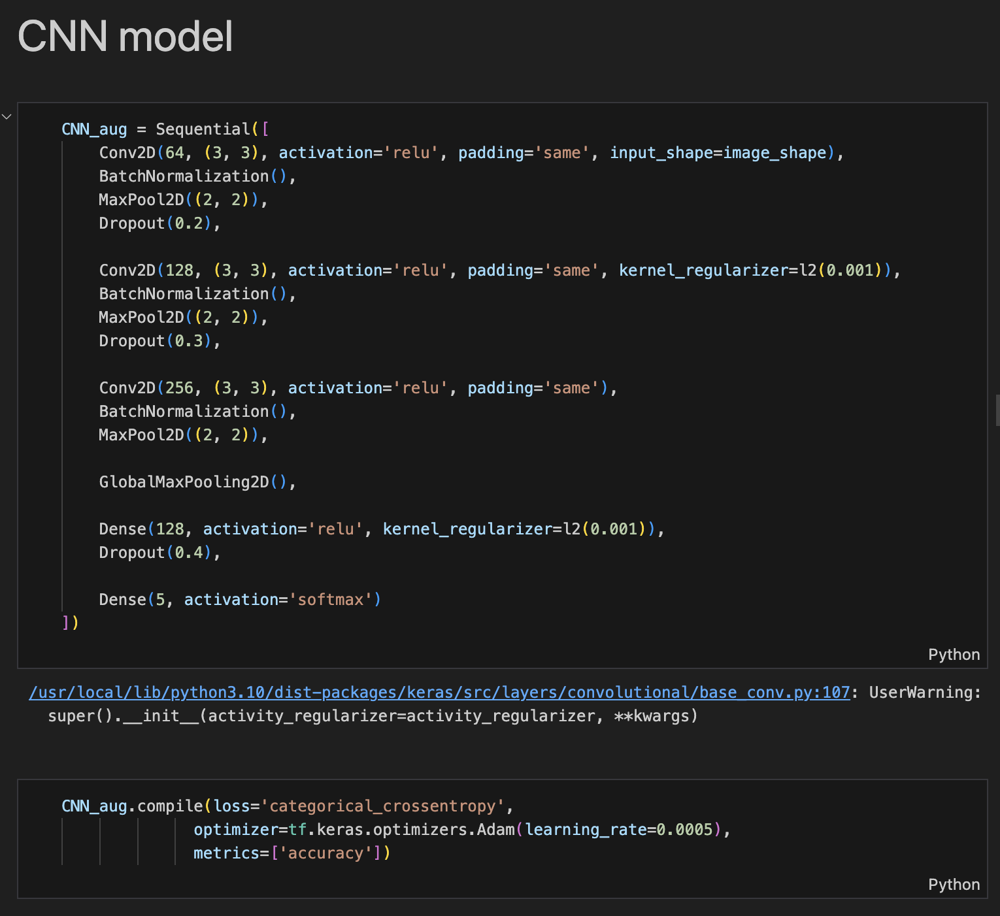 CNN model
CNN_aug = Sequential([
Conv2D(64, (3, 3), activation='relu', padding='same', input_shape=image_shape),
BatchNormalization(),
MaxPool2D((2, 2)),
Dropout(0.2),
Conv2D(128, (3, 3), activation='relu', padding='same', kernel_regularizer=l2(0.001)),
BatchNormalization(),
MaxPool2D((2, 2)),
Dropout(0.3),
Conv2D(256, (3, 3), activation='relu', padding='same'),
BatchNormalization(),
MaxPool2D((2, 2)),
GlobalMaxPooling2D(),
Dense(128, activation='relu', kernel_regularizer=l2(0.001)),
Dropout(0.4),
Dense(5, activation='softmax')
])
Python
/usr/local/lib/python3.10/dist-packages/keras/src/layers/convolutional/base_conv.py:107: UserWarning:
super().__init__(activity_regularizer=activity_regularizer, **kwargs)
CNN_aug.compile(loss='categorical_crossentropy',
optimizer=tf.keras.optimizers.Adam(learning_rate=0.0005),
metrics=['accuracy'])
Python